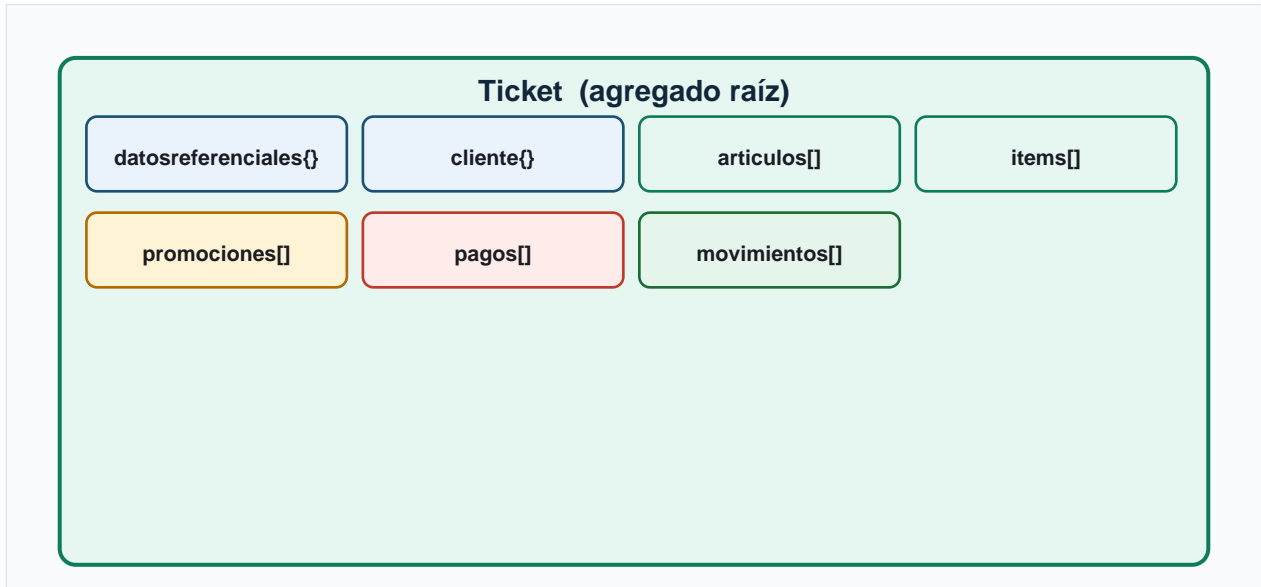 Ticket (agregado raíz)
datosreferenciales{}
cliente{}
articulos[]
items[]
promociones[]
pagos[]
movimientos[]